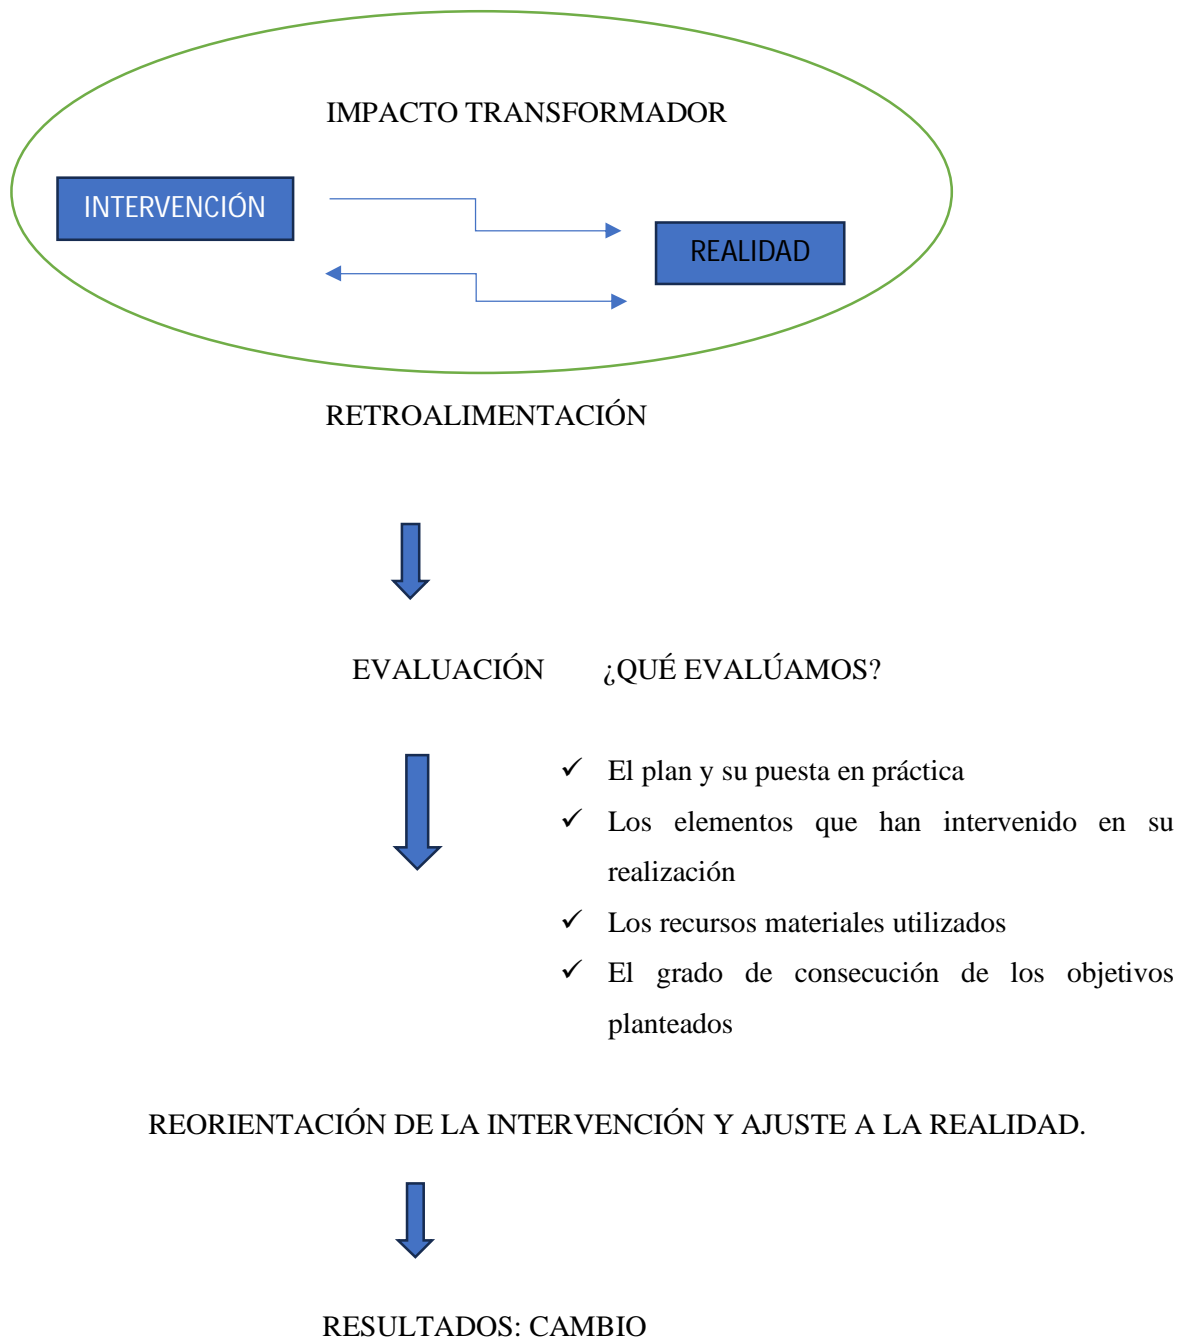 IMPACTO TRANSFORMADOR
INTERVENCIÓN
REALIDAD
RETROALIMENTACIÓN
EVALUACIÓN ¿QUÉ EVALÚAMOS?
✓ El plan y su puesta en práctica
✓ Los elementos que han intervenido en su
realización
✓ Los recursos materiales utilizados
✓ El grado de consecución de los objetivos
planteados
REORIENTACIÓN DE LA INTERVENCIÓN Y AJUSTE A LA REALIDAD.
RESULTADOS: CAMBIO